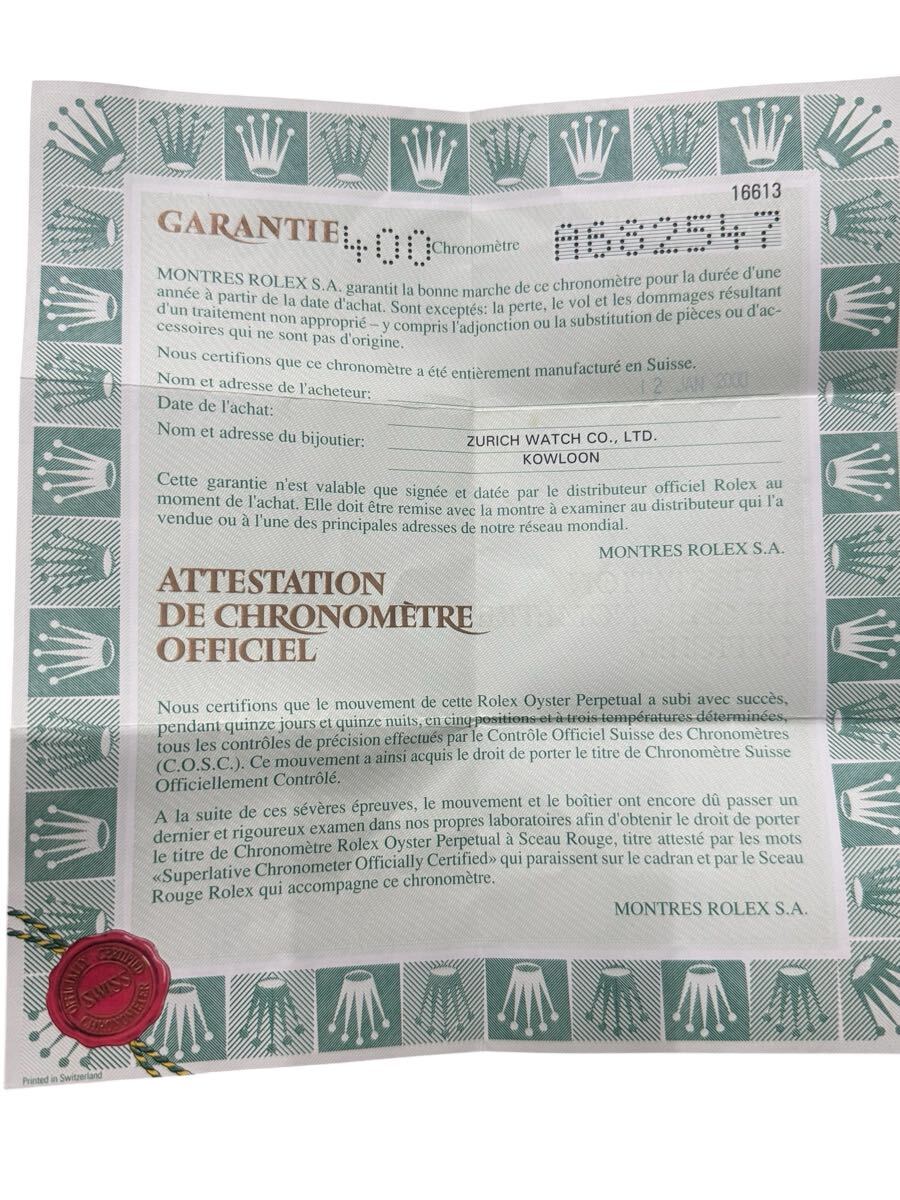 16613
GARANTIE 400 Chronomètre A682547
MONTRES ROLEX S.A. garantit la bonne marche de ce chronomètre pour la durée d'une
année à partir de la date d'achat. Sont exceptés: la perte, le vol et les dommages résultant
d'un traitement non approprié – y compris l'adjonction ou la substitution de pièces ou d'ac-
cessoires qui ne sont pas d'origine.
Nous certifions que ce chronomètre a été entièrement manufacturé en Suisse.
Nom et adresse de l'acheteur:
12 JAN 2000
Date de l'achat:
Nom et adresse du bijoutier: ZURICH WATCH CO., LTD.
KOWLOON
Cette garantie n'est valable que signée et datée par le distributeur officiel Rolex au
moment de l'achat. Elle doit être remise avec la montre à examiner au distributeur qui l'a
vendue ou à l'une des principales adresses de notre réseau mondial.
MONTRES ROLEX S.A.
ATTESTATION
DE CHRONOMÈTRE
OFFICIEL
Nous certifions que le mouvement de cette Rolex Oyster Perpetual a subi avec succès,
pendant quinze jours et quinze nuits, en cinq positions et à trois températures déterminées,
tous les contrôles de précision effectués par le Contrôle Officiel Suisse des Chronomètres
(C.O.S.C.). Ce mouvement a ainsi acquis le droit de porter le titre de Chronomètre Suisse
Officiellement Contrôlé.
A la suite de ces sévères épreuves, le mouvement et le boîtier ont encore dû passer un
dernier et rigoureux examen dans nos propres laboratoires afin d'obtenir le droit de porter
le titre de Chronomètre Rolex Oyster Perpetual à Sceau Rouge, titre attesté par les mots
«Superlative Chronometer Officially Certified» qui paraissent sur le cadran et par le Sceau
Rouge Rolex qui accompagne ce chronomètre.
MONTRES ROLEX S.A.
OFFICIALLY CERTIFIED
SWISS
CHRONOMETER
Printed in Switzerland